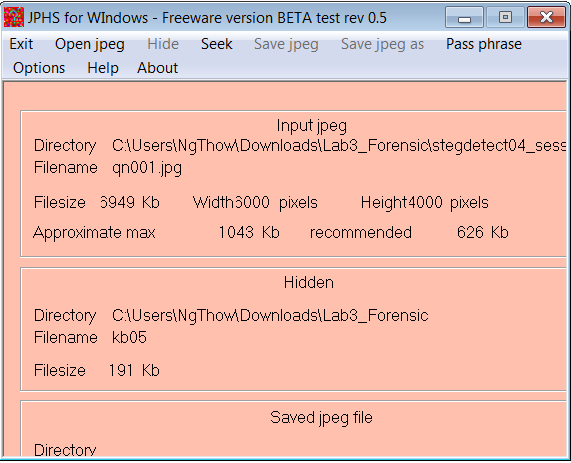 JPHS for WIndows - Freeware version BETA test rev 0.5
Exit Open jpeg Hide Seek Save jpeg Save jpeg as Pass phrase
Options Help About
Input jpeg
Directory C:\Users\NgThow\Downloads\Lab3_Forensic\stegdetect04_sess
Filename qn001.jpg
Filesize 6949 Kb Width6000 pixels Height4000 pixels
Approximate max 1043 Kb recommended 626 Kb
Hidden
Directory C:\Users\NgThow\Downloads\Lab3_Forensic
Filename kb05
Filesize 191 Kb
Saved jpeg file
Directory